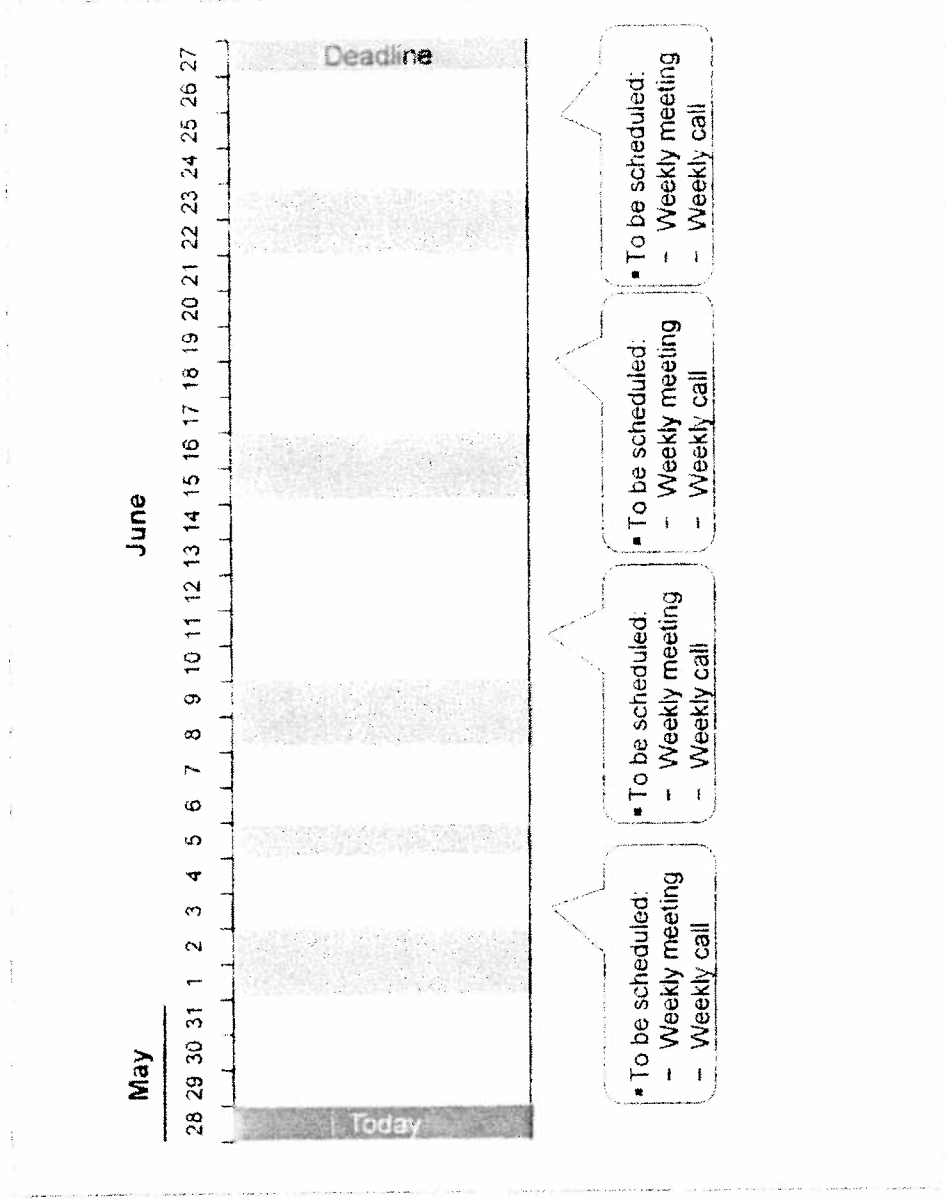 May
June
28 29 30 31 1 2 3 4 5 6 7 8 9 10 11 12 13 14 15 16 17 18 19 20 21 22 23 24 25 26 27
Today
Deadline
▪ To be scheduled:
– Weekly meeting
– Weekly call
▪ To be scheduled:
– Weekly meeting
– Weekly call
▪ To be scheduled:
– Weekly meeting
– Weekly call
▪ To be scheduled:
– Weekly meeting
– Weekly call